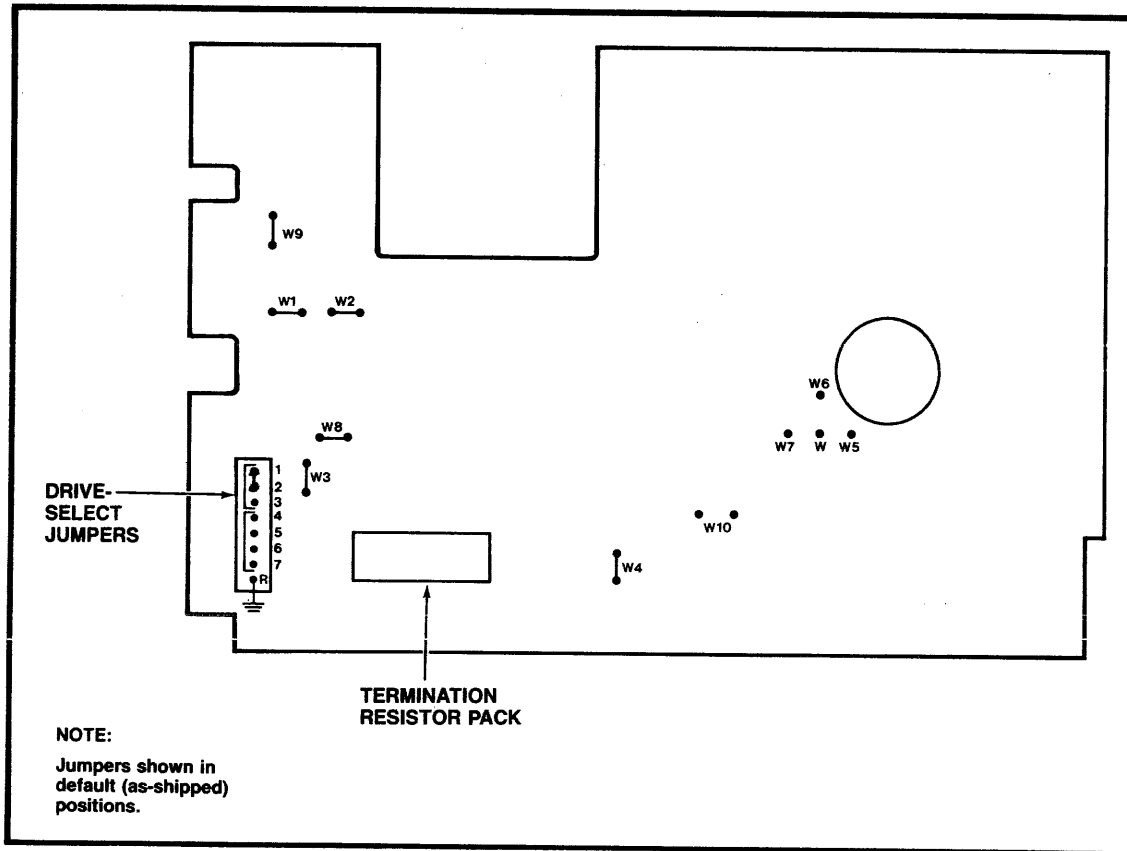 W9
W1 W2
W6
W7 W W5
W8
W3
DRIVE-
SELECT
JUMPERS
1
2
3
4
5
6
7
R
W10
W4
TERMINATION
RESISTOR PACK
NOTE:
Jumpers shown in
default (as-shipped)
positions.